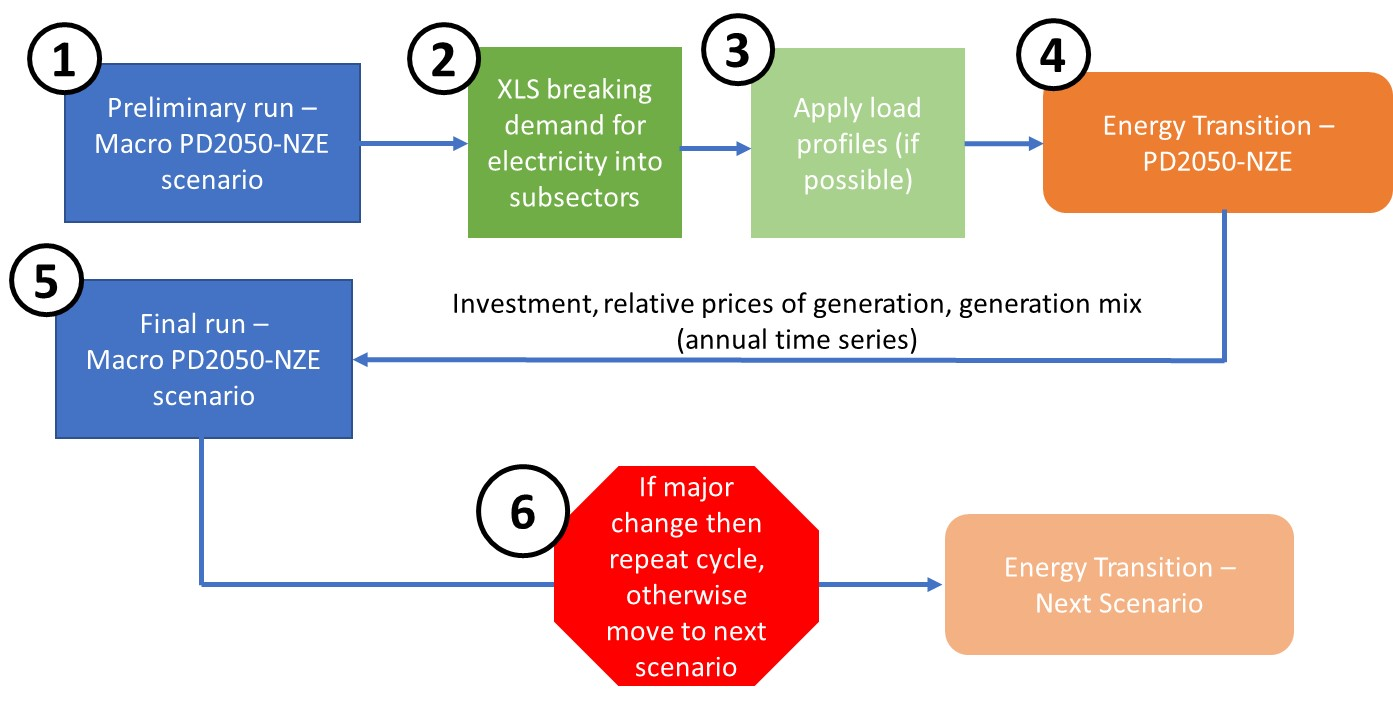 1
Preliminary run –
Macro PD2050-NZE
scenario
2
XLS breaking
demand for
electricity into
subsectors
3
Apply load
profiles (if
possible)
4
Energy Transition –
PD2050-NZE
Investment, relative prices of generation, generation mix
(annual time series)
5
Final run –
Macro PD2050-NZE
scenario
6
If major
change then
repeat cycle,
otherwise
move to next
scenario
Energy Transition –
Next Scenario